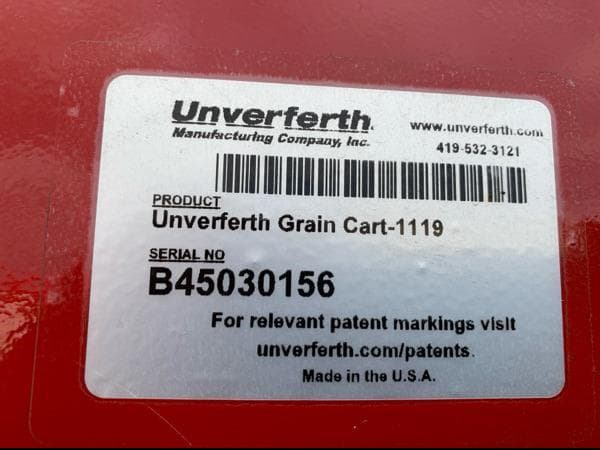 Unverferth
Manufacturing Company, Inc.
www.unverferth.com
419-532-3121
PRODUCT
Unverferth Grain Cart-1119
SERIAL NO
B45030156
For relevant patent markings visit
unverferth.com/patents.
Made in the U.S.A.